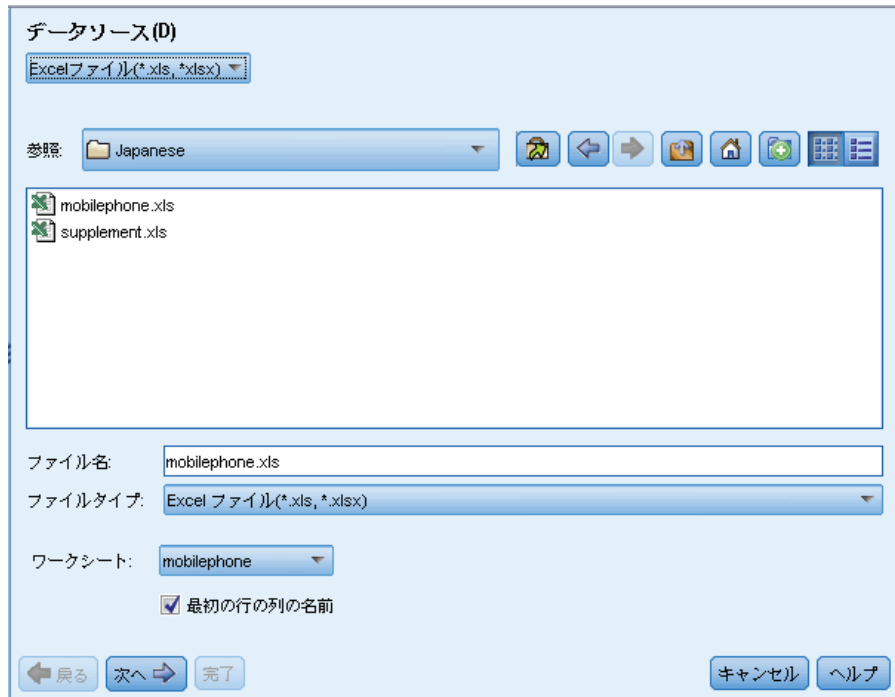 データソース(D)
Excelファイル(*.xls, *xlsx)
参照: Japanese
mobilephone.xls
supplement.xls
ファイル名: mobilephone.xls
ファイルタイプ: Excel ファイル(*.xls, *.xlsx)
ワークシート: mobilephone
最初の行の列の名前
戻る 次へ 完了 キャンセル ヘルプ